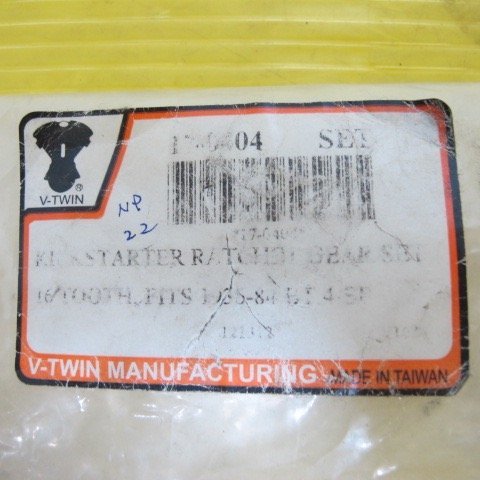 SET
®
V-TWIN
NP
22
KICKSTARTER RATCHET GEAR SET
16 TOOTH, FITS 1936-84 B.T. 4-SP
V-TWIN MANUFACTURING MADE IN TAIWAN